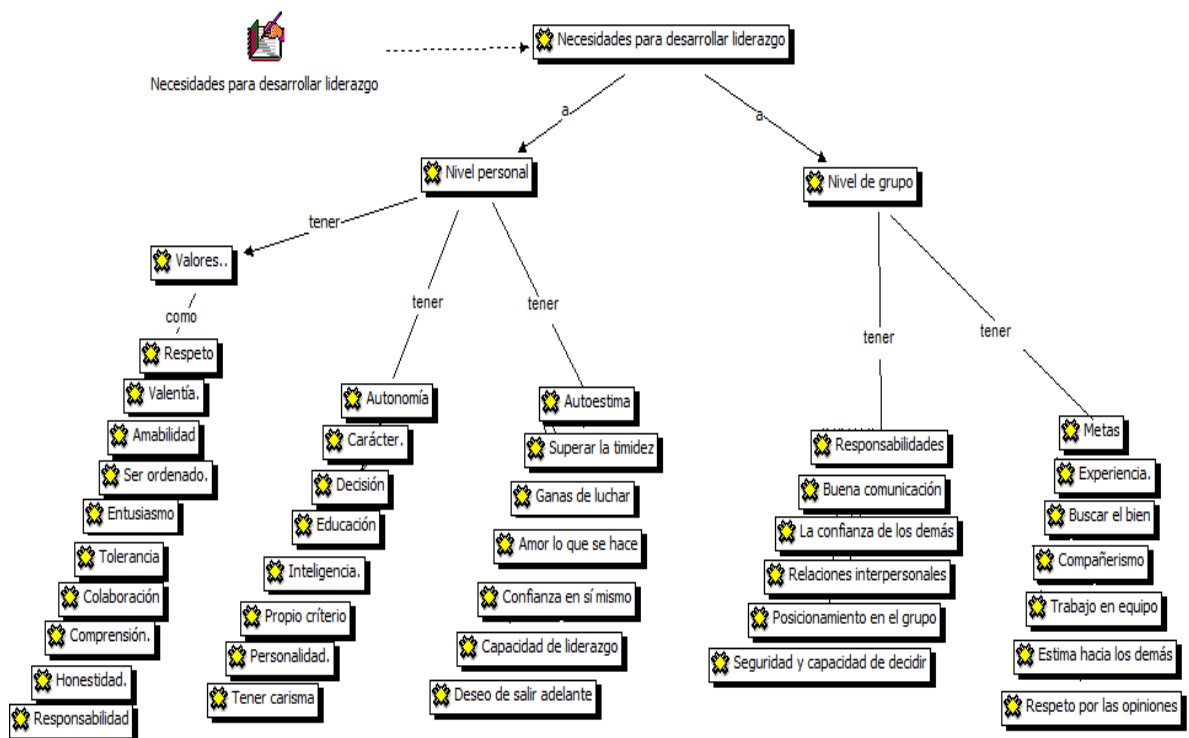 Necesidades para desarrollar liderazgo
Necesidades para desarrollar liderazgo
a
a
Nivel personal
Nivel de grupo
tener
Valores..
como
Respeto
Valentía.
Amabilidad
Ser ordenado.
Entusiasmo
Tolerancia
Colaboración
Comprensión.
Honestidad.
Responsabilidad
tener
Autonomía
Carácter.
Decisión
Educación
Inteligencia.
Propio críterio
Personalidad.
Tener carisma
tener
Autoestima
Superar la timidez
Ganas de luchar
Amor lo que se hace
Confianza en sí mismo
Capacidad de liderazgo
Deseo de salir adelante
tener
Responsabilidades
Buena comunicación
La confianza de los demás
Relaciones interpersonales
Posicionamiento en el grupo
Seguridad y capacidad de decidir
tener
Metas
Experiencia.
Buscar el bien
Compañerismo
Trabajo en equipo
Estima hacia los demás
Respeto por las opiniones